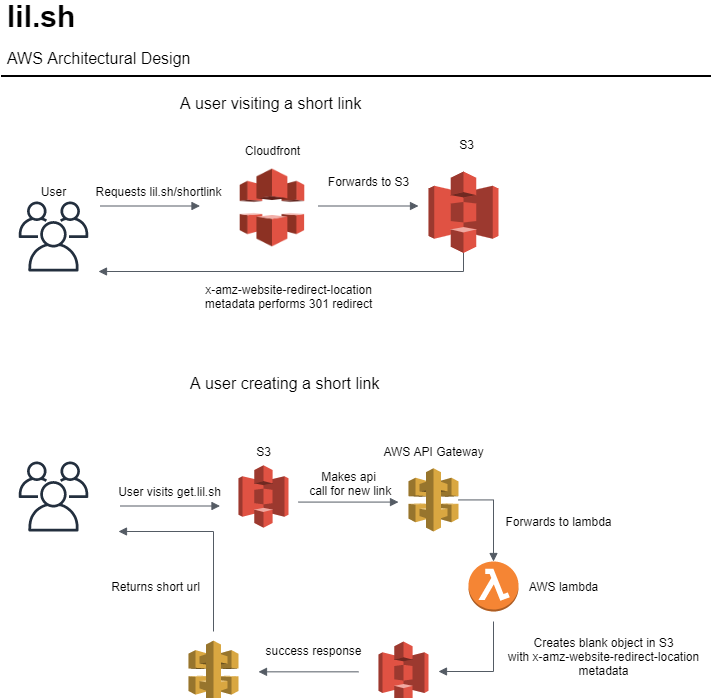 lil.sh
AWS Architectural Design
A user visiting a short link
S3
Cloudfront
User
Requests lil.sh/shortlink
Forwards to S3
x-amz-website-redirect-location
metadata performs 301 redirect
A user creating a short link
S3
AWS API Gateway
User visits get.lil.sh
Makes api
call for new link
Forwards to lambda
Returns short url
AWS lambda
success response
Creates blank object in S3
with x-amz-website-redirect-location
metadata